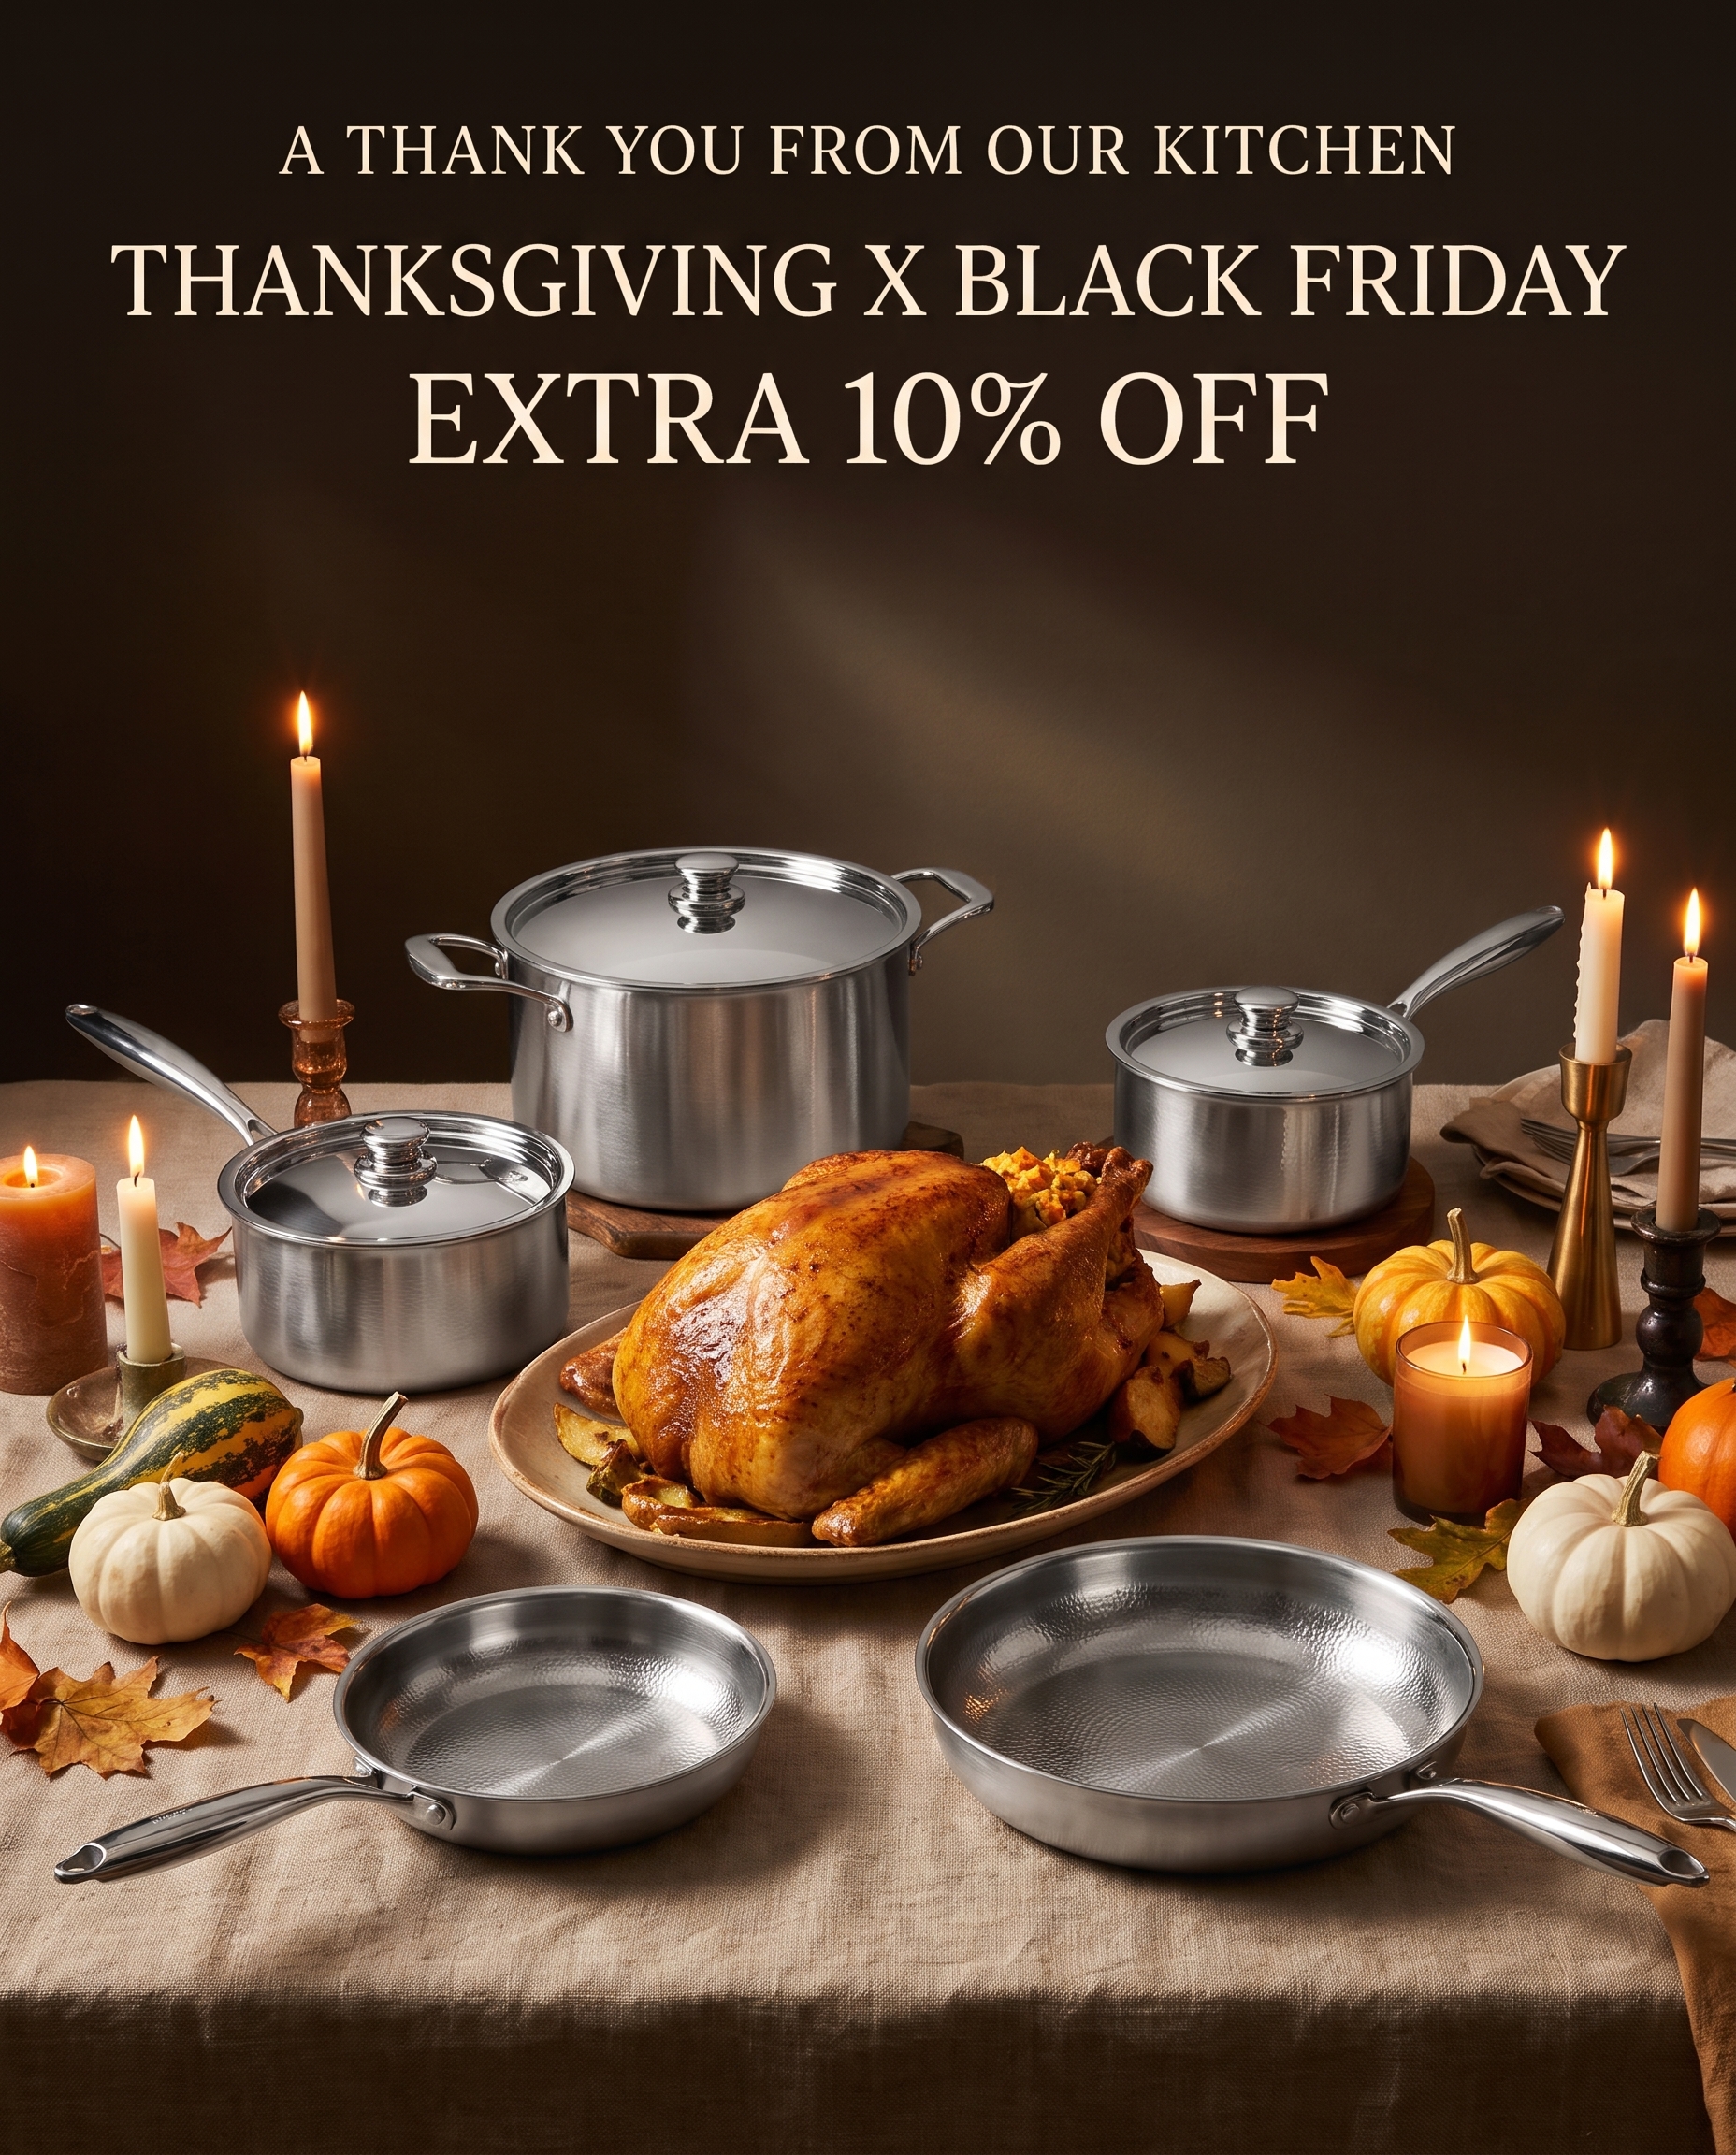 A THANK YOU FROM OUR KITCHEN
THANKSGIVING X BLACK FRIDAY
EXTRA 10% OFF